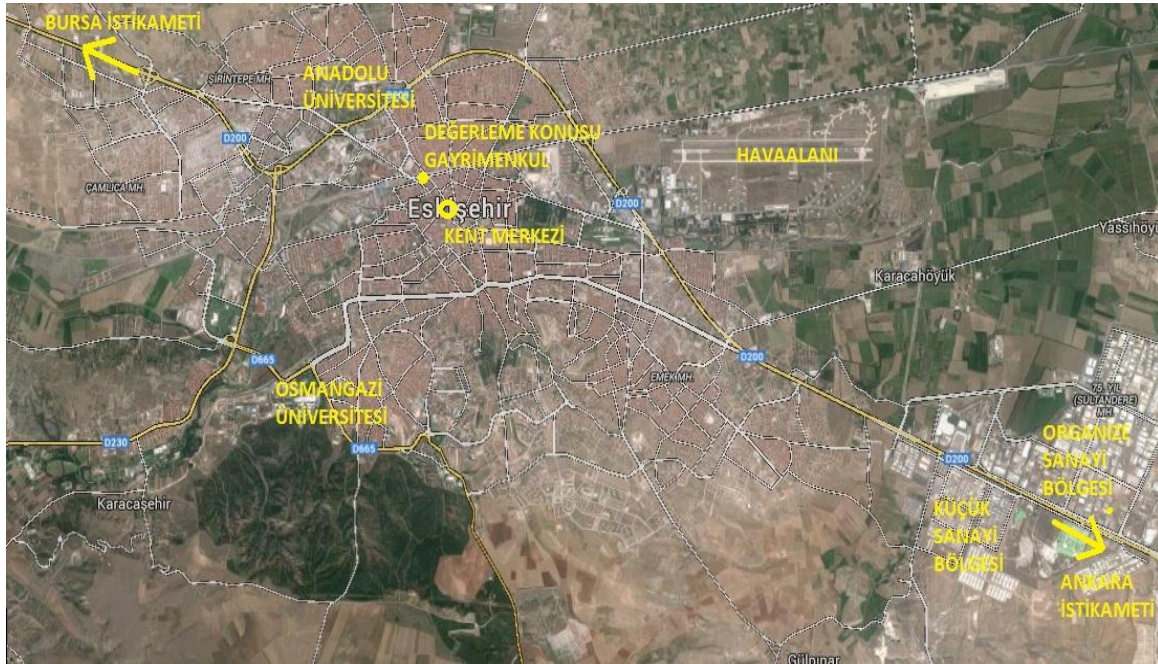 BURSA İSTİKAMETİ
ŞİRİNTEPE MH.
ANADOLU
ÜNİVERSİTESİ
D200
DEĞERLEME KONUSU
GAYRİMENKUL
HAVAALANI
ÇAMLICA MH.
D200
Eskişehir
KENT MERKEZİ
Yassıhöyü
Karacahöyük
D665
D200
OSMANGAZİ
ÜNİVERSİTESİ
EMEK MH.
75. YIL
(SULTANDERE)
MH.
D230
D665
D200
ORGANİZE
SANAYİ
BÖLGESİ
Karacaşehir
KÜÇÜK
SANAYİ
BÖLGESİ
ANKARA
İSTİKAMETİ
Gülpınar